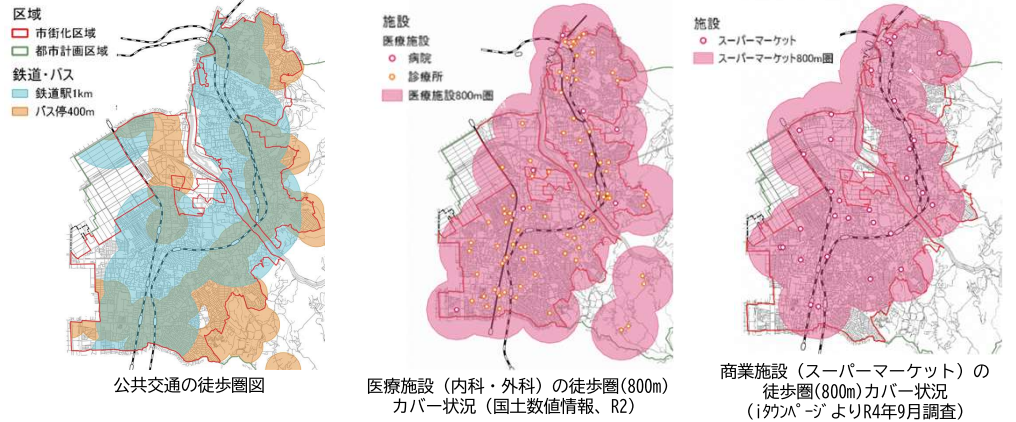 区域
市街化区域
都市計画区域
鉄道・バス
鉄道駅1km
バス停400m
公共交通の徒歩圏図
施設
医療施設
病院
診療所
医療施設800m圏
医療施設（内科・外科）の徒歩圏(800m)
カバー状況（国土数値情報、R2）
施設
スーパーマーケット
スーパーマーケット800m圏
商業施設（スーパーマーケット）の
徒歩圏(800m)カバー状況
（iﾀｳﾝﾍﾟｰｼﾞよりR4年9月調査）